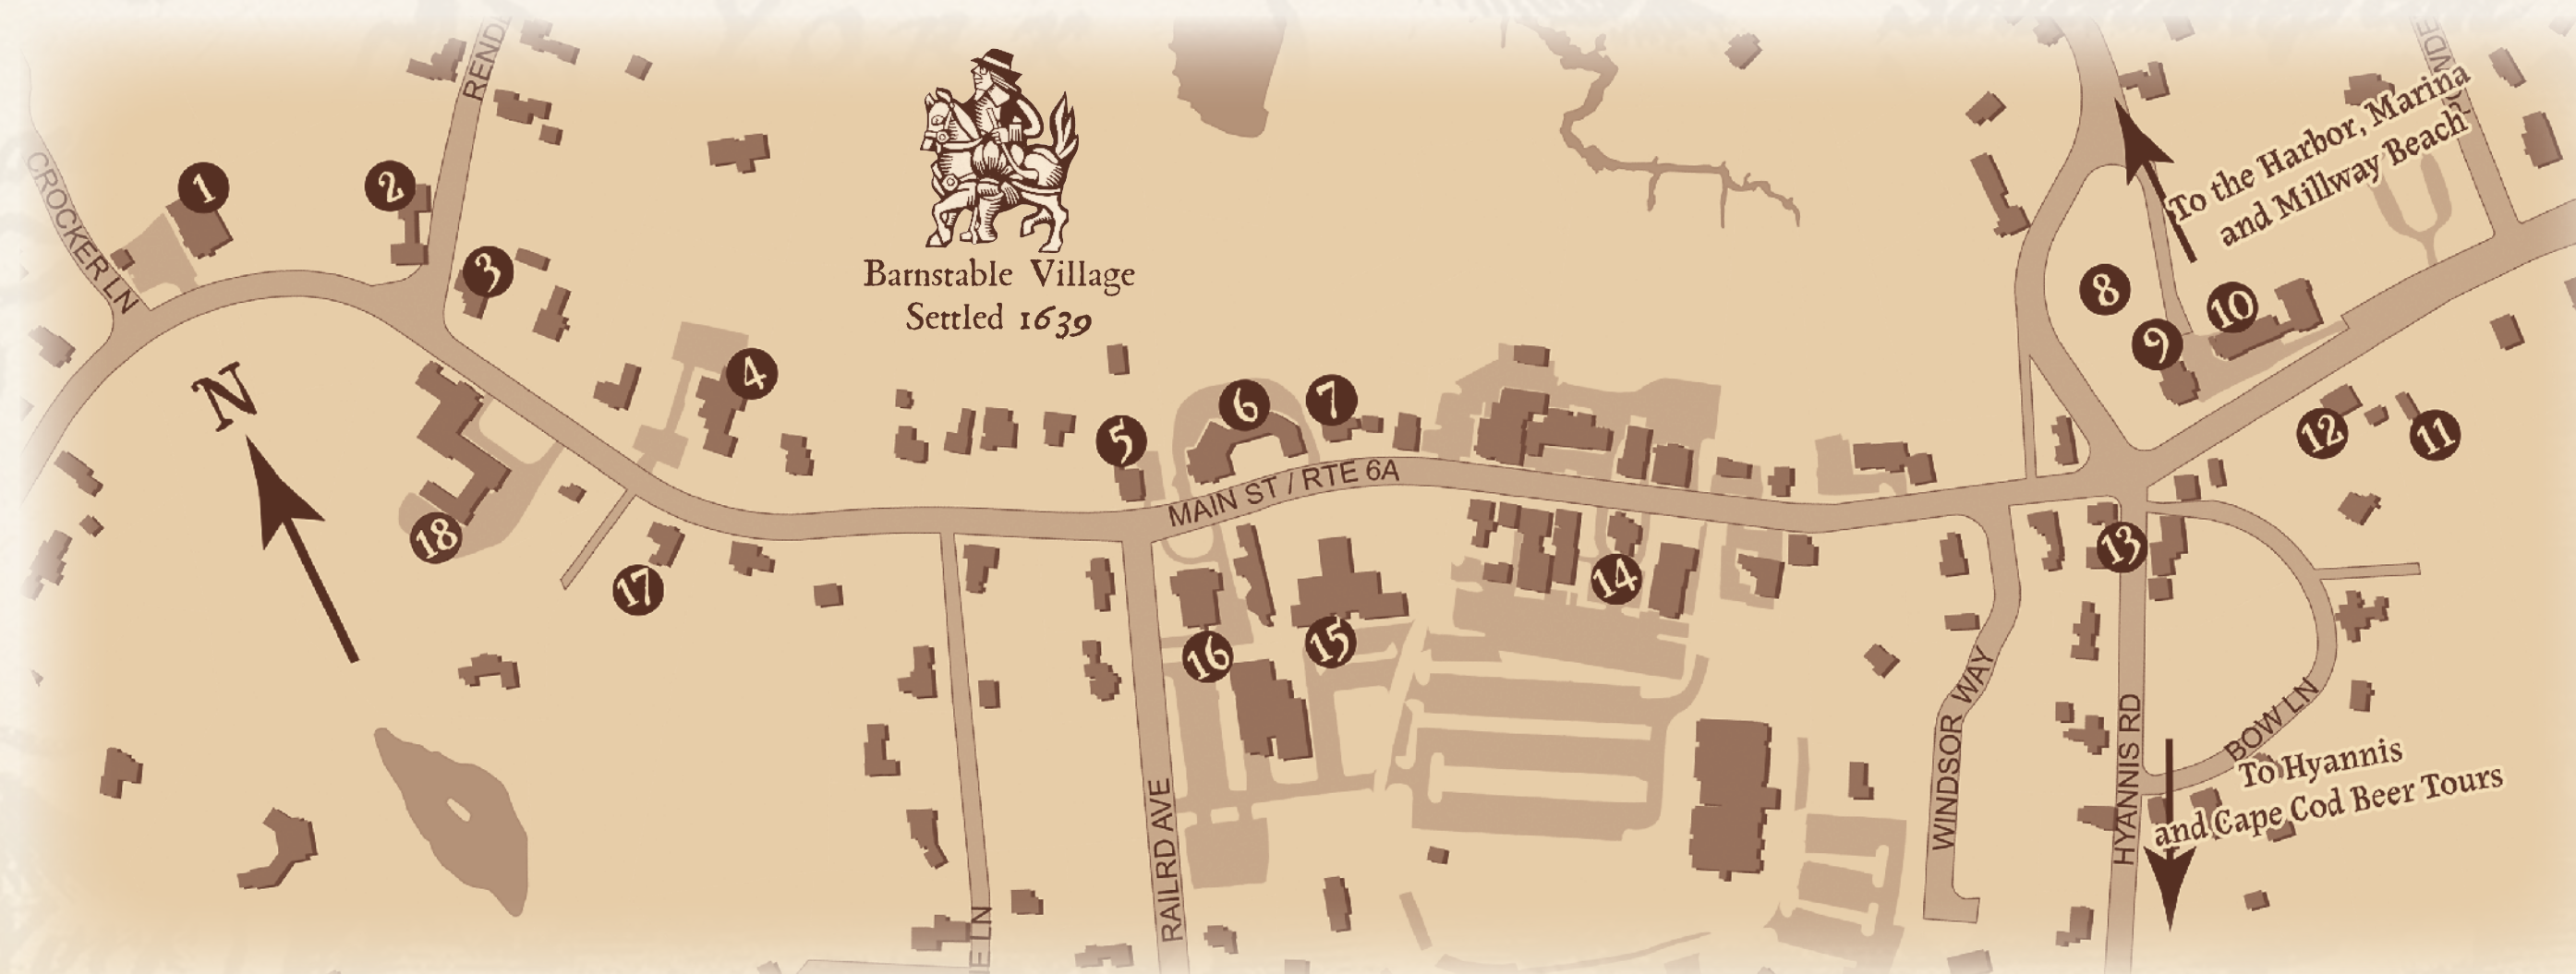 Barnstable Village
Settled 1639
N
CROCKER LN
MAIN ST / RTE 6A
RAILRD AVE
WINDSOR WAY
HYANNIS RD
BOW LN
To the Harbor, Marina
and Millway Beach
To Hyannis
and Cape Cod Beer Tours
1
2
3
4
5
6
7
8
9
10
11
12
13
14
15
16
17
18